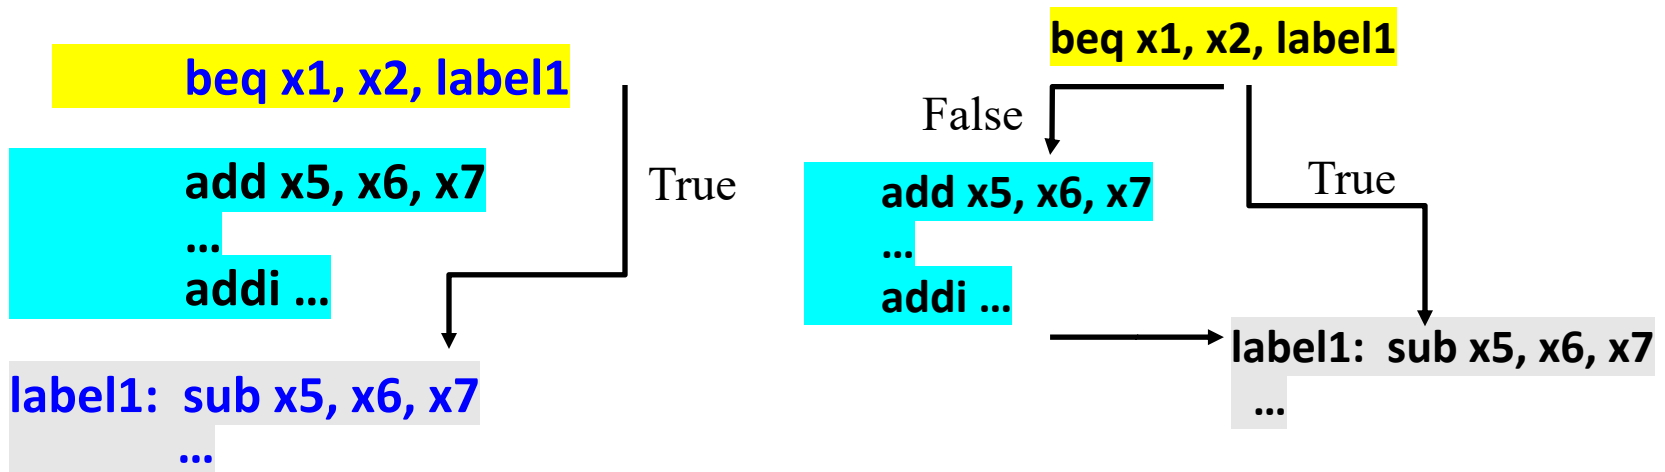 beq x1, x2, label1
True
add x5, x6, x7
...
addi ...
label1: sub x5, x6, x7
...
beq x1, x2, label1
False
True
add x5, x6, x7
...
addi ...
label1: sub x5, x6, x7
...